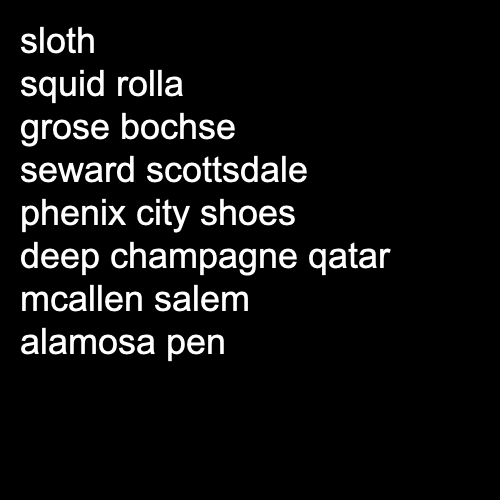 sloth
squid rolla
grose bochse
seward scottsdale
phenix city shoes
deep champagne qatar
mcallen salem
alamosa pen